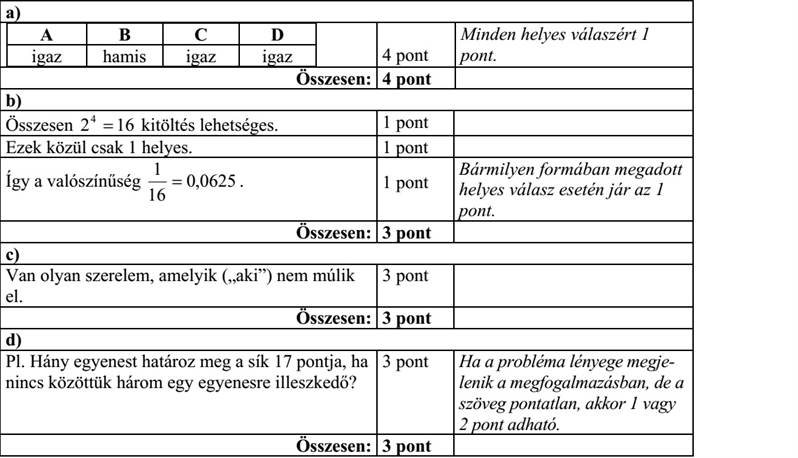 a)
A B C D
igaz hamis igaz igaz
4 pont
Minden helyes válaszért 1
pont.
Összesen: 4 pont
b)
Összesen 2⁴ = 16 kitöltés lehetséges.
1 pont
Ezek közül csak 1 helyes.
1 pont
Így a valószínűség 1/16 = 0,0625 .
1 pont
Bármilyen formában megadott
helyes válasz esetén jár az 1
pont.
Összesen: 3 pont
c)
Van olyan szerelem, amelyik („aki”) nem múlik
el.
3 pont
Összesen: 3 pont
d)
Pl. Hány egyenest határoz meg a sík 17 pontja, ha
nincs közöttük három egy egyenesre illeszkedő?
3 pont
Ha a probléma lényege megje-
lenik a megfogalmazásban, de a
szöveg pontatlan, akkor 1 vagy
2 pont adható.
Összesen: 3 pont